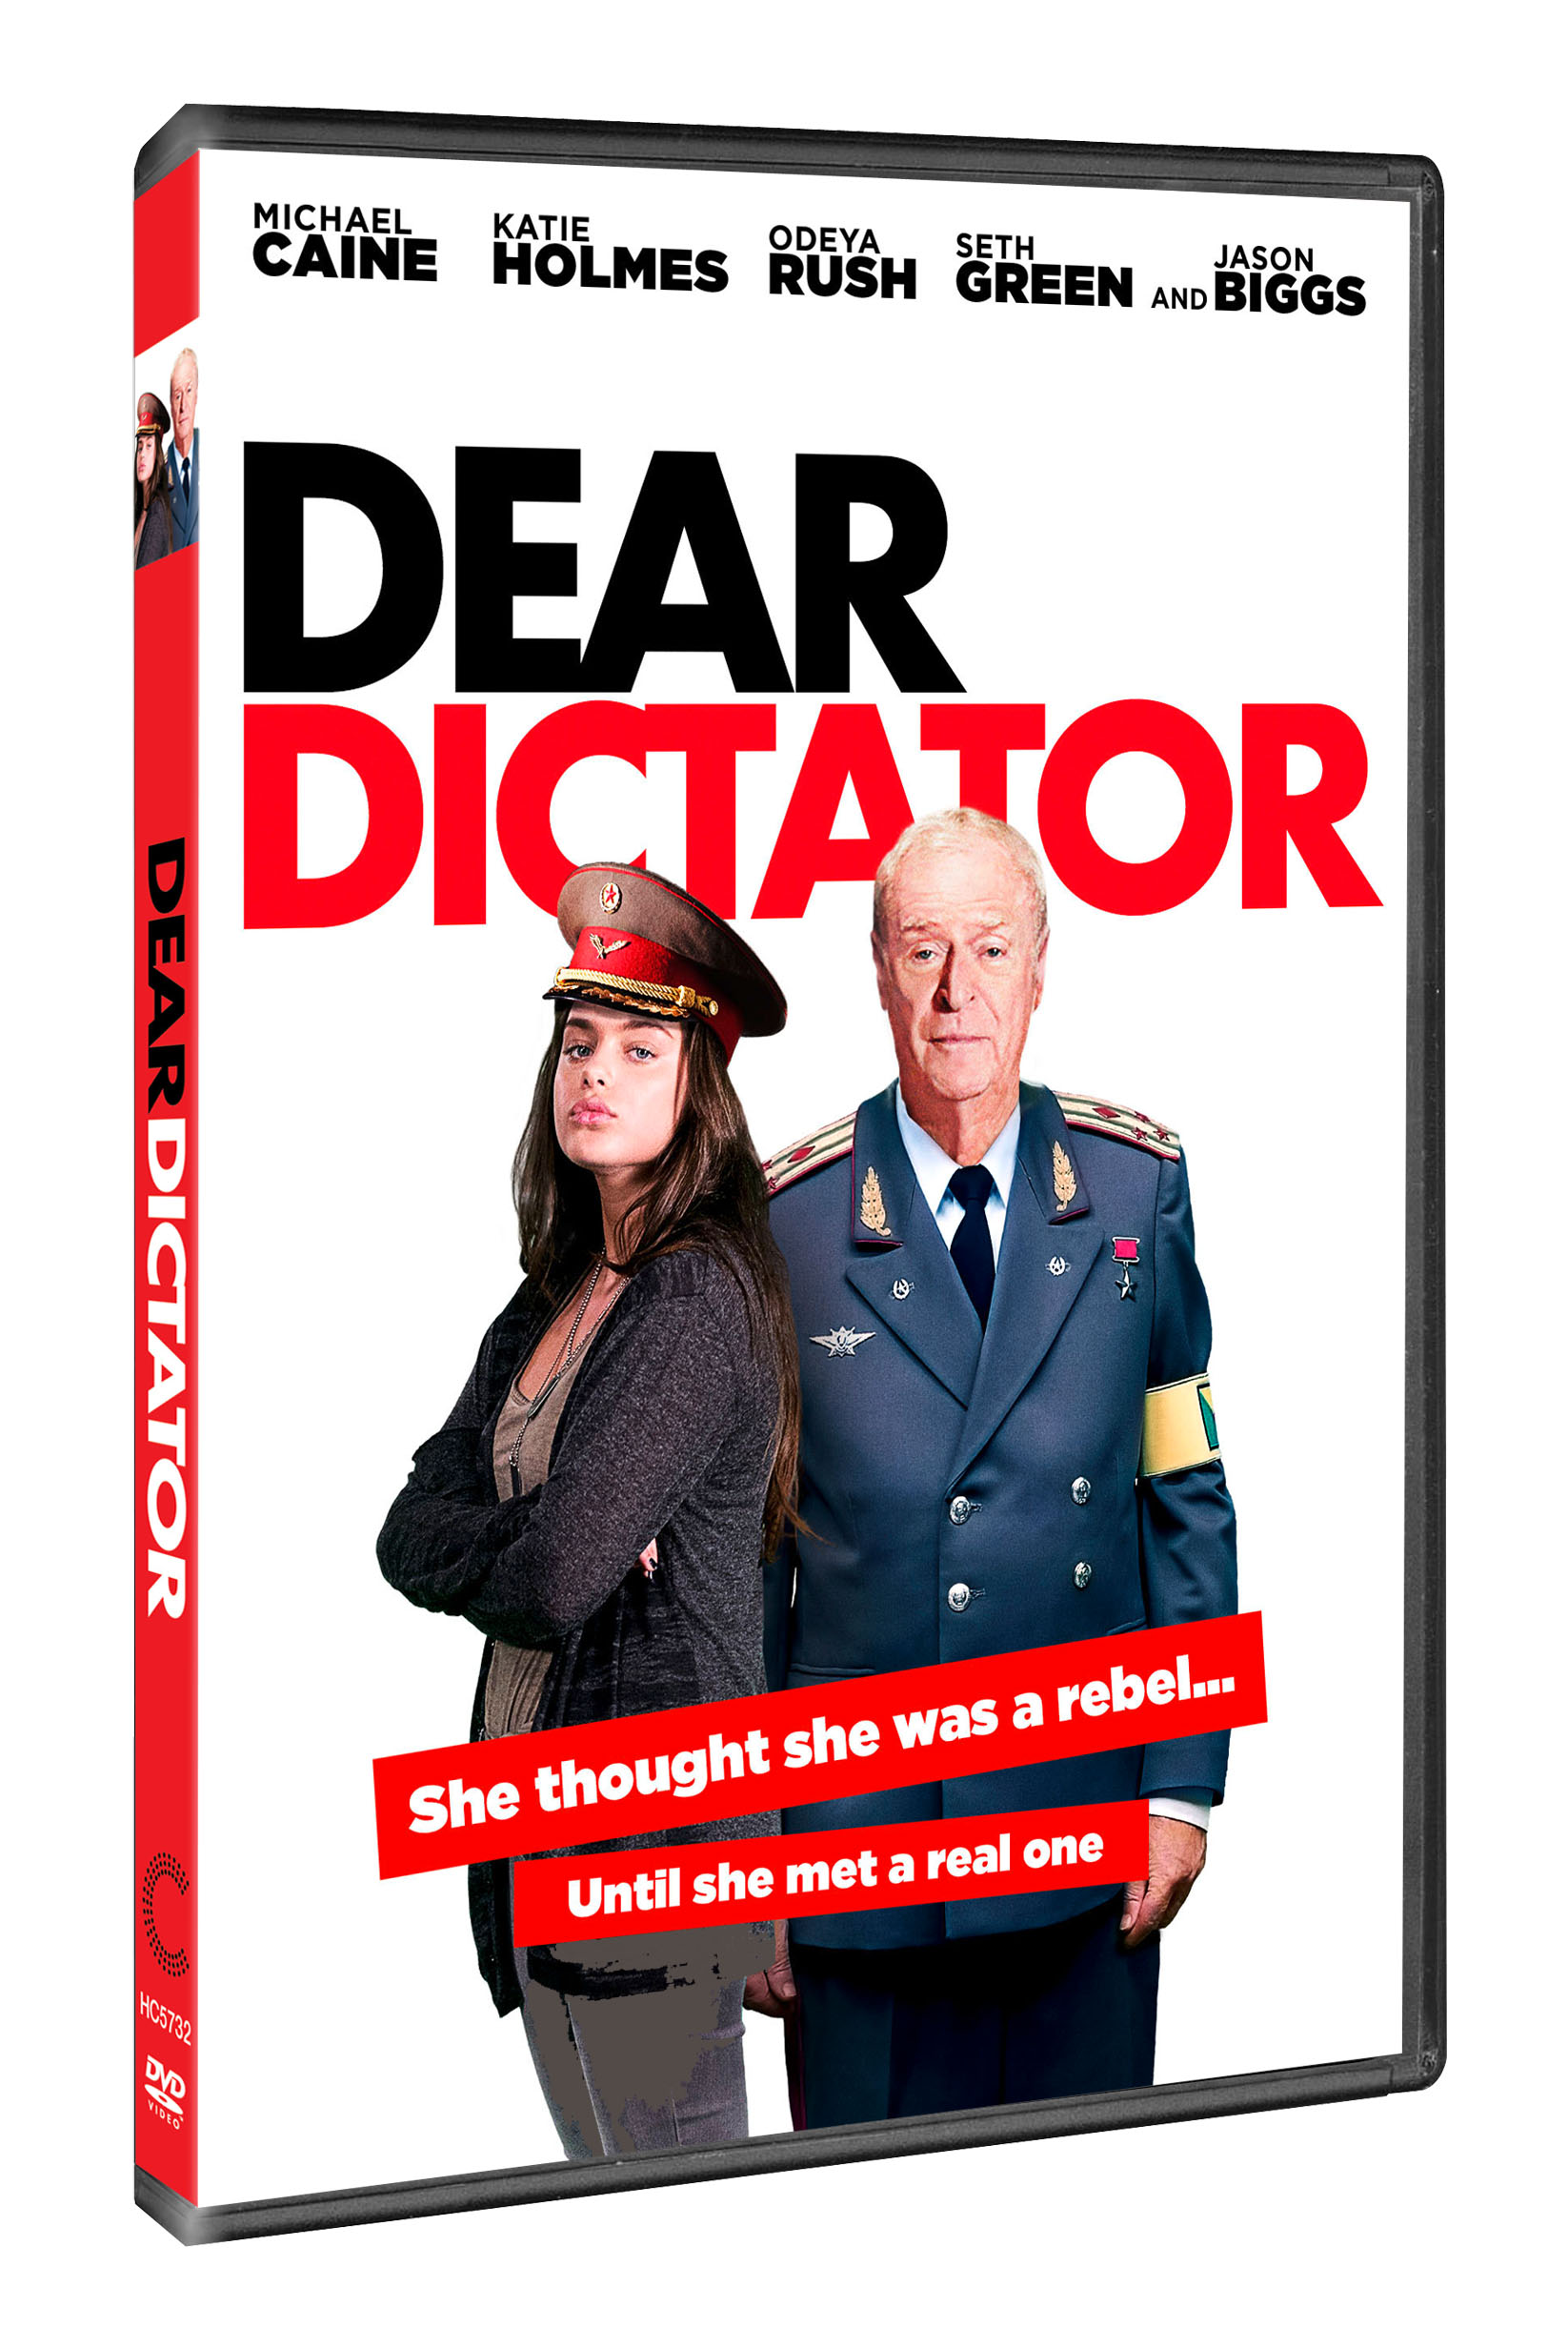 MICHAEL
CAINE
KATIE
HOLMES
ODEYA
RUSH
SETH
GREEN
AND JASON
BIGGS
DEAR
DICTATOR
She thought she was a rebel...
Until she met a real one
DEAR DICTATOR
HC5732
DVD
VIDEO